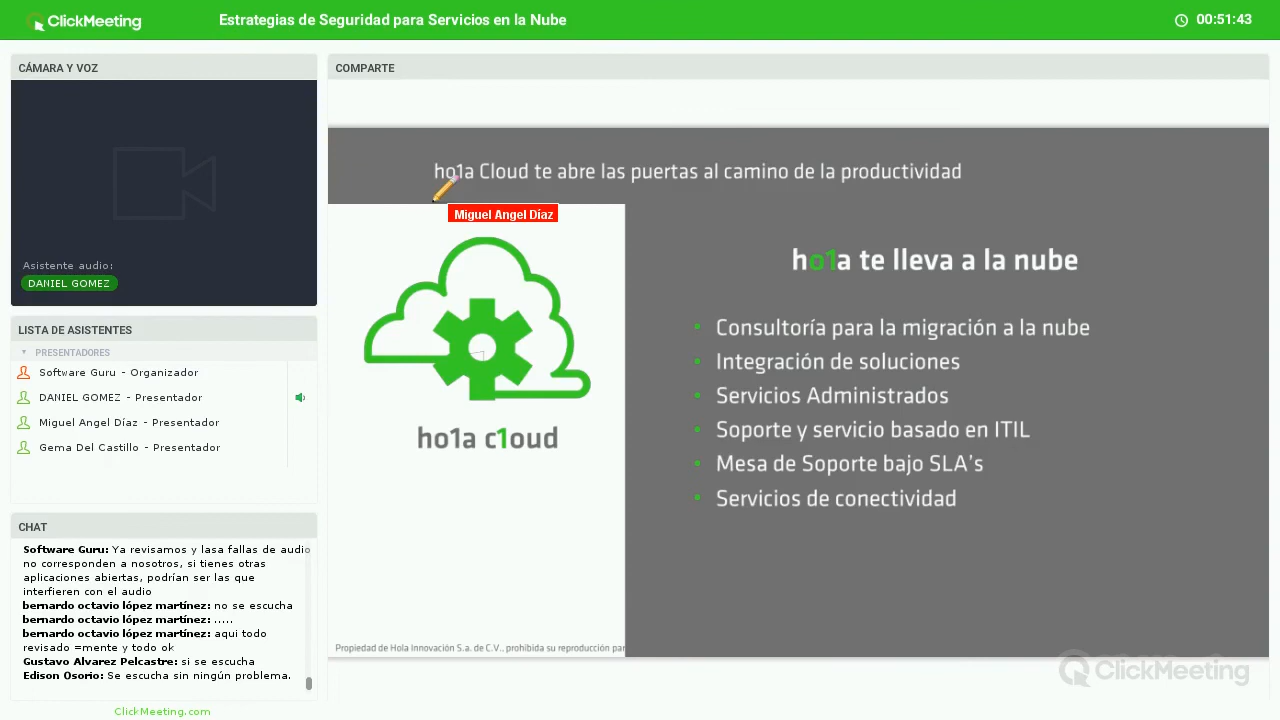 ClickMeeting
Estrategias de Seguridad para Servicios en la Nube
00:51:43
CÁMARA Y VOZ
Asistente audio:
DANIEL GOMEZ
LISTA DE ASISTENTES
PRESENTADORES
Software Guru - Organizador
DANIEL GOMEZ - Presentador
Miguel Angel Díaz - Presentador
Gema Del Castillo - Presentador
CHAT
Software Guru: Ya revisamos y lasa fallas de audio
no corresponden a nosotros, si tienes otras
aplicaciones abiertas, podrían ser las que
interfieren con el audio
bernardo octavio lópez martínez: no se escucha
bernardo octavio lópez martínez: .....
bernardo octavio lópez martínez: aqui todo
revisado =mente y todo ok
Gustavo Alvarez Pelcastre: si se escucha
Edison Osorio: Se escucha sin ningún problema.
ClickMeeting.com
COMPARTE
ho1a Cloud te abre las puertas al camino de la productividad
Miguel Angel Díaz
ho1a c1oud
Propiedad de Hola Innovación S.a. de C.V., prohibida su reproducción par
ho1a te lleva a la nube
• Consultoría para la migración a la nube
• Integración de soluciones
• Servicios Administrados
• Soporte y servicio basado en ITIL
• Mesa de Soporte bajo SLA's
• Servicios de conectividad
ClickMeeting